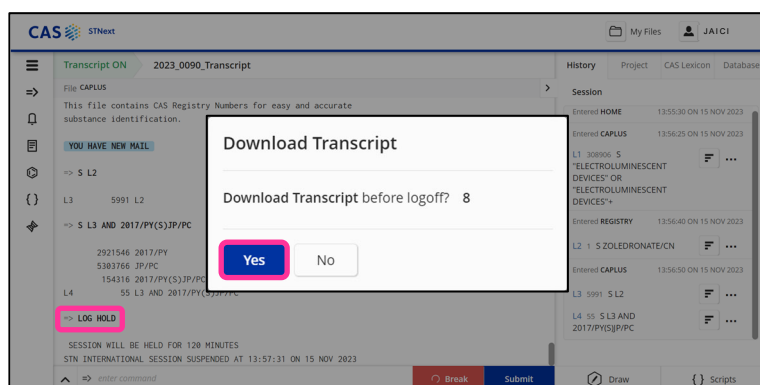 CAS STNext
My Files
JAICI
Transcript ON 2023_0090_Transcript
File CAPLUS
This file contains CAS Registry Numbers for easy and accurate
substance identification.
YOU HAVE NEW MAIL
=> S L2
L3 5991 L2
=> S L3 AND 2017/PY(S)JP/PC
2921546 2017/PY
5303766 JP/PC
154316 2017/PY(S)JP/PC
L4 55 L3 AND 2017/PY(S)JP/PC
=> LOG HOLD
SESSION WILL BE HELD FOR 120 MINUTES
STN INTERNATIONAL SESSION SUSPENDED AT 13:57:31 ON 15 NOV 2023
=> enter command
Break
Submit
Download Transcript
Download Transcript before logoff? 8
Yes
No
History Project CAS Lexicon Database
Session
Entered HOME 13:55:30 ON 15 NOV 2023
Entered CAPLUS 13:56:25 ON 15 NOV 2023
L1 308906 S
"ELECTROLUMINESCENT
DEVICES" OR
"ELECTROLUMINESCENT
DEVICES"+
Entered REGISTRY 13:56:40 ON 15 NOV 2023
L2 1 S ZOLEDRONATE/CN
Entered CAPLUS 13:56:50 ON 15 NOV 2023
L3 5991 S L2
L4 55 S L3 AND
2017/PY(S)JP/PC
Draw
{ } Scripts